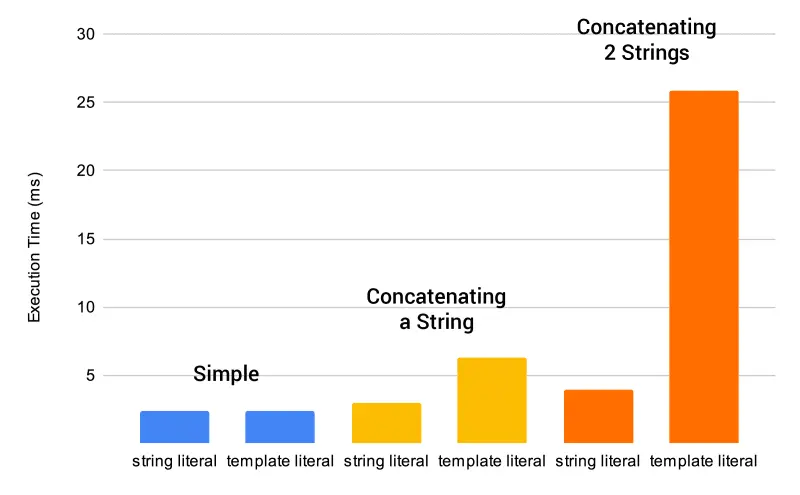 Concatenating
2 Strings
30
25
20
15
10
5
Execution Time (ms)
Concatenating
a String
Simple
string literal
template literal
string literal
template literal
string literal
template literal